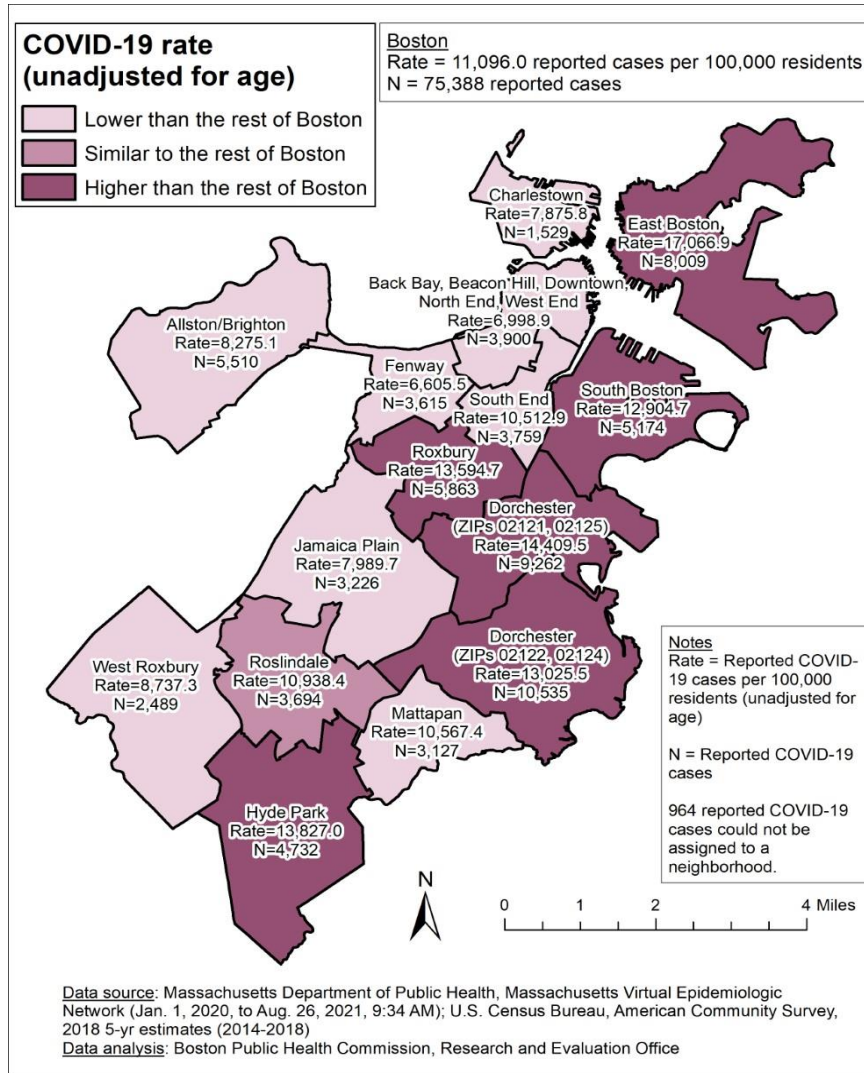 COVID-19 rate
(unadjusted for age)
Lower than the rest of Boston
Similar to the rest of Boston
Higher than the rest of Boston
Boston
Rate = 11,096.0 reported cases per 100,000 residents
N = 75,388 reported cases
Charlestown
Rate=7,875.8
N=1,529
East Boston
Rate=17,066.9
N=8,009
Back Bay, Beacon Hill, Downtown,
North End, West End
Rate=6,998.9
N=3,900
Allston/Brighton
Rate=8,275.1
N=5,510
Fenway
Rate=6,605.5
N=3,615
South End
Rate=10,512.9
N=3,759
South Boston
Rate=12,904.7
N=5,174
Roxbury
Rate=13,594.7
N=5,863
Dorchester
(ZIPs 02121, 02125)
Rate=14,409.5
N=9,262
Jamaica Plain
Rate=7,989.7
N=3,226
West Roxbury
Rate=8,737.3
N=2,489
Roslindale
Rate=10,938.4
N=3,694
Dorchester
(ZIPs 02122, 02124)
Rate=13,025.5
N=10,535
Mattapan
Rate=10,567.4
N=3,127
Hyde Park
Rate=13,827.0
N=4,732
Notes
Rate = Reported COVID-
19 cases per 100,000
residents (unadjusted for
age)
N = Reported COVID-19
cases
964 reported COVID-19
cases could not be
assigned to a
neighborhood.
N
0 1 2 4 Miles
Data source: Massachusetts Department of Public Health, Massachusetts Virtual Epidemiologic
Network (Jan. 1, 2020, to Aug. 26, 2021, 9:34 AM); U.S. Census Bureau, American Community Survey,
2018 5-yr estimates (2014-2018)
Data analysis: Boston Public Health Commission, Research and Evaluation Office